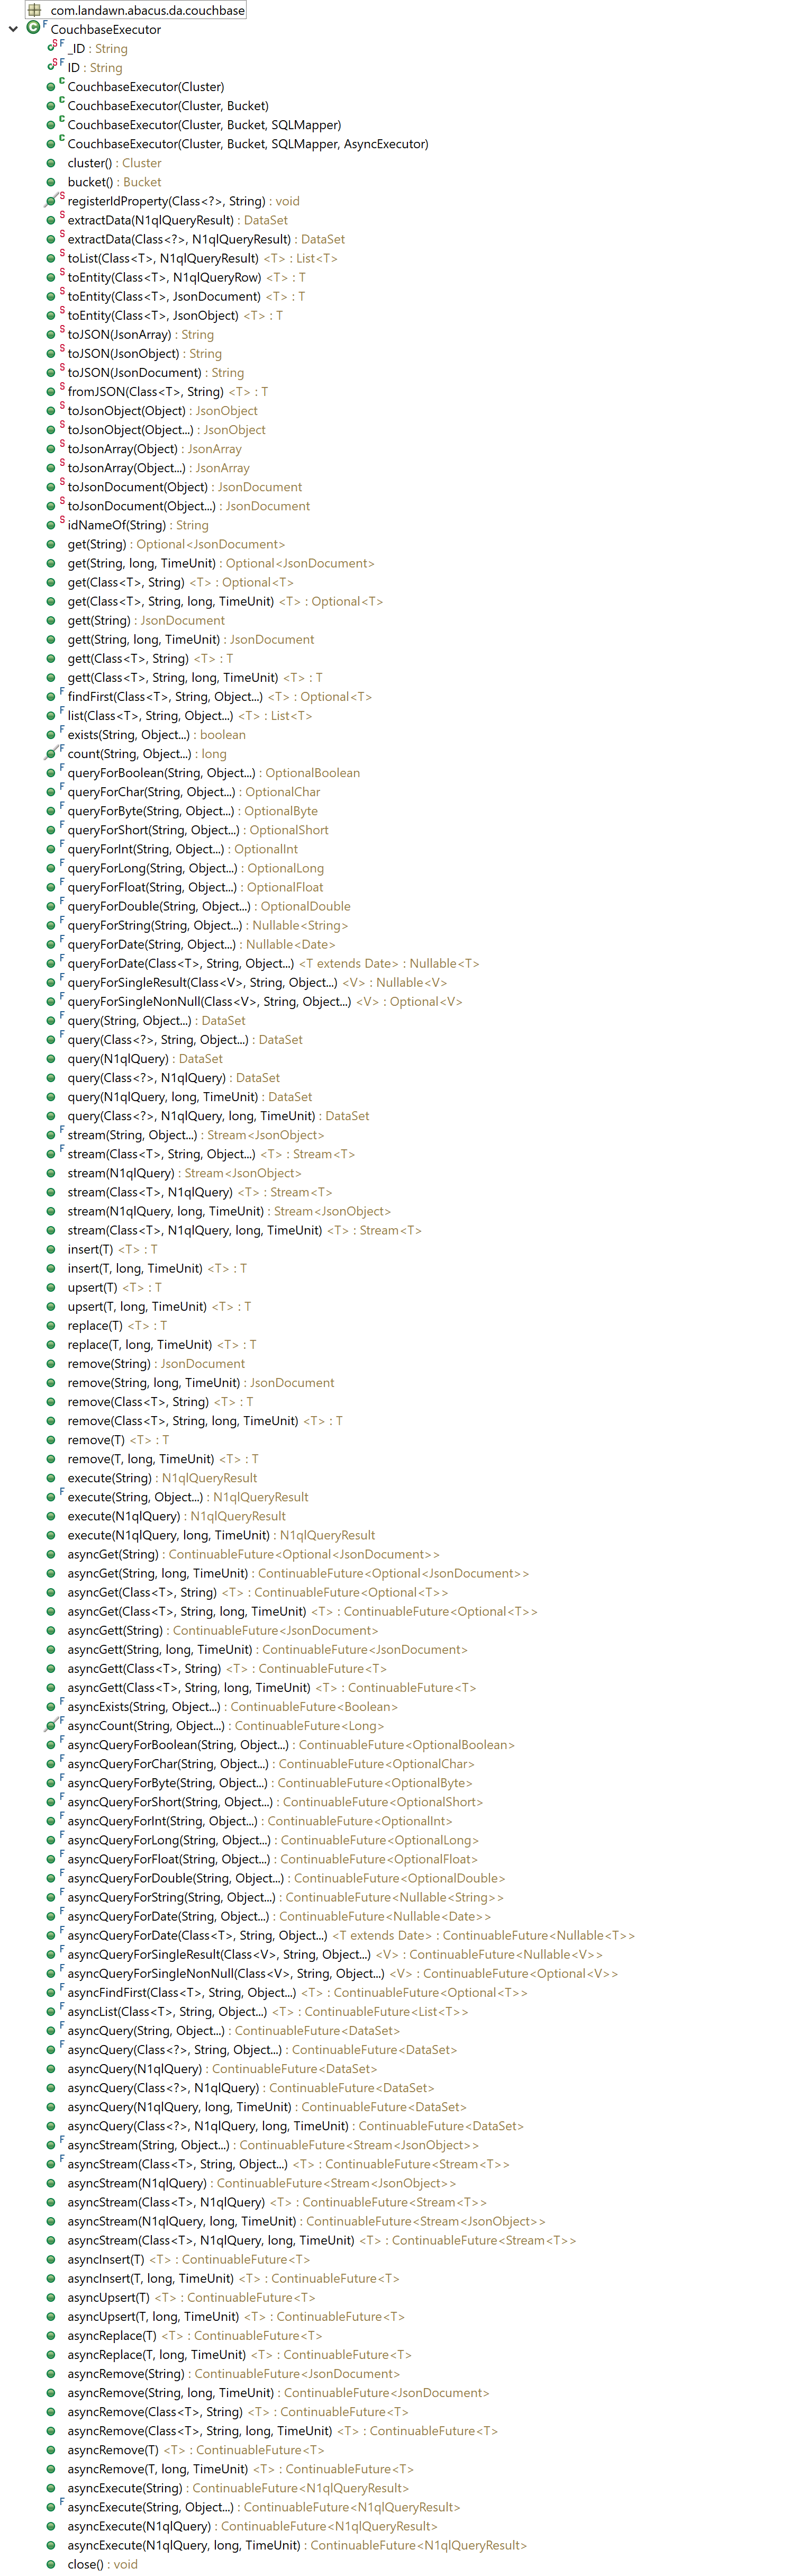 com.landawn.abacus.da.couchbase
CouchbaseExecutor
_ID : String
ID : String
CouchbaseExecutor(Cluster)
CouchbaseExecutor(Cluster, Bucket)
CouchbaseExecutor(Cluster, Bucket, SQLMapper)
CouchbaseExecutor(Cluster, Bucket, SQLMapper, AsyncExecutor)
cluster() : Cluster
bucket() : Bucket
registerIdProperty(Class<?>, String) : void
extractData(N1qlQueryResult) : DataSet
extractData(Class<?>, N1qlQueryResult) : DataSet
toList(Class<T>, N1qlQueryResult) <T> : List<T>
toEntity(Class<T>, N1qlQueryRow) <T> : T
toEntity(Class<T>, JsonDocument) <T> : T
toEntity(Class<T>, JsonObject) <T> : T
toJSON(JsonArray) : String
toJSON(JsonObject) : String
toJSON(JsonDocument) : String
fromJSON(Class<T>, String) <T> : T
toJsonObject(Object) : JsonObject
toJsonObject(Object...) : JsonObject
toJsonArray(Object) : JsonArray
toJsonArray(Object...) : JsonArray
toJsonDocument(Object) : JsonDocument
toJsonDocument(Object...) : JsonDocument
idNameOf(String) : String
get(String) : Optional<JsonDocument>
get(String, long, TimeUnit) : Optional<JsonDocument>
get(Class<T>, String) <T> : Optional<T>
get(Class<T>, String, long, TimeUnit) <T> : Optional<T>
gett(String) : JsonDocument
gett(String, long, TimeUnit) : JsonDocument
gett(Class<T>, String) <T> : T
gett(Class<T>, String, long, TimeUnit) <T> : T
findFirst(Class<T>, String, Object...) <T> : Optional<T>
list(Class<T>, String, Object...) <T> : List<T>
exists(String, Object...) : boolean
count(String, Object...) : long
queryForBoolean(String, Object...) : OptionalBoolean
queryForChar(String, Object...) : OptionalChar
queryForByte(String, Object...) : OptionalByte
queryForShort(String, Object...) : OptionalShort
queryForInt(String, Object...) : OptionalInt
queryForLong(String, Object...) : OptionalLong
queryForFloat(String, Object...) : OptionalFloat
queryForDouble(String, Object...) : OptionalDouble
queryForString(String, Object...) : Nullable<String>
queryForDate(String, Object...) : Nullable<Date>
queryForDate(Class<T>, String, Object...) <T extends Date> : Nullable<T>
queryForSingleResult(Class<V>, String, Object...) <V> : Nullable<V>
queryForSingleNonNull(Class<V>, String, Object...) <V> : Optional<V>
query(String, Object...) : DataSet
query(Class<?>, String, Object...) : DataSet
query(N1qlQuery) : DataSet
query(Class<?>, N1qlQuery) : DataSet
query(N1qlQuery, long, TimeUnit) : DataSet
query(Class<?>, N1qlQuery, long, TimeUnit) : DataSet
stream(String, Object...) : Stream<JsonObject>
stream(Class<T>, String, Object...) <T> : Stream<T>
stream(N1qlQuery) : Stream<JsonObject>
stream(Class<T>, N1qlQuery) <T> : Stream<T>
stream(N1qlQuery, long, TimeUnit) : Stream<JsonObject>
stream(Class<T>, N1qlQuery, long, TimeUnit) <T> : Stream<T>
insert(T) <T> : T
insert(T, long, TimeUnit) <T> : T
upsert(T) <T> : T
upsert(T, long, TimeUnit) <T> : T
replace(T) <T> : T
replace(T, long, TimeUnit) <T> : T
remove(String) : JsonDocument
remove(String, long, TimeUnit) : JsonDocument
remove(Class<T>, String) <T> : T
remove(Class<T>, String, long, TimeUnit) <T> : T
remove(T) <T> : T
remove(T, long, TimeUnit) <T> : T
execute(String) : N1qlQueryResult
execute(String, Object...) : N1qlQueryResult
execute(N1qlQuery) : N1qlQueryResult
execute(N1qlQuery, long, TimeUnit) : N1qlQueryResult
asyncGet(String) : ContinuableFuture<Optional<JsonDocument>>
asyncGet(String, long, TimeUnit) : ContinuableFuture<Optional<JsonDocument>>
asyncGet(Class<T>, String) <T> : ContinuableFuture<Optional<T>>
asyncGet(Class<T>, String, long, TimeUnit) <T> : ContinuableFuture<Optional<T>>
asyncGett(String) : ContinuableFuture<JsonDocument>
asyncGett(String, long, TimeUnit) : ContinuableFuture<JsonDocument>
asyncGett(Class<T>, String) <T> : ContinuableFuture<T>
asyncGett(Class<T>, String, long, TimeUnit) <T> : ContinuableFuture<T>
asyncExists(String, Object...) : ContinuableFuture<Boolean>
asyncCount(String, Object...) : ContinuableFuture<Long>
asyncQueryForBoolean(String, Object...) : ContinuableFuture<OptionalBoolean>
asyncQueryForChar(String, Object...) : ContinuableFuture<OptionalChar>
asyncQueryForByte(String, Object...) : ContinuableFuture<OptionalByte>
asyncQueryForShort(String, Object...) : ContinuableFuture<OptionalShort>
asyncQueryForInt(String, Object...) : ContinuableFuture<OptionalInt>
asyncQueryForLong(String, Object...) : ContinuableFuture<OptionalLong>
asyncQueryForFloat(String, Object...) : ContinuableFuture<OptionalFloat>
asyncQueryForDouble(String, Object...) : ContinuableFuture<OptionalDouble>
asyncQueryForString(String, Object...) : ContinuableFuture<Nullable<String>>
asyncQueryForDate(String, Object...) : ContinuableFuture<Nullable<Date>>
asyncQueryForDate(Class<T>, String, Object...) <T extends Date> : ContinuableFuture<Nullable<T>>
asyncQueryForSingleResult(Class<V>, String, Object...) <V> : ContinuableFuture<Nullable<V>>
asyncQueryForSingleNonNull(Class<V>, String, Object...) <V> : ContinuableFuture<Optional<V>>
asyncFindFirst(Class<T>, String, Object...) <T> : ContinuableFuture<Optional<T>>
asyncList(Class<T>, String, Object...) <T> : ContinuableFuture<List<T>>
asyncQuery(String, Object...) : ContinuableFuture<DataSet>
asyncQuery(Class<?>, String, Object...) : ContinuableFuture<DataSet>
asyncQuery(N1qlQuery) : ContinuableFuture<DataSet>
asyncQuery(Class<?>, N1qlQuery) : ContinuableFuture<DataSet>
asyncQuery(N1qlQuery, long, TimeUnit) : ContinuableFuture<DataSet>
asyncQuery(Class<?>, N1qlQuery, long, TimeUnit) : ContinuableFuture<DataSet>
asyncStream(String, Object...) : ContinuableFuture<Stream<JsonObject>>
asyncStream(Class<T>, String, Object...) <T> : ContinuableFuture<Stream<T>>
asyncStream(N1qlQuery) : ContinuableFuture<Stream<JsonObject>>
asyncStream(Class<T>, N1qlQuery) <T> : ContinuableFuture<Stream<T>>
asyncStream(N1qlQuery, long, TimeUnit) : ContinuableFuture<Stream<JsonObject>>
asyncStream(Class<T>, N1qlQuery, long, TimeUnit) <T> : ContinuableFuture<Stream<T>>
asyncInsert(T) <T> : ContinuableFuture<T>
asyncInsert(T, long, TimeUnit) <T> : ContinuableFuture<T>
asyncUpsert(T) <T> : ContinuableFuture<T>
asyncUpsert(T, long, TimeUnit) <T> : ContinuableFuture<T>
asyncReplace(T) <T> : ContinuableFuture<T>
asyncReplace(T, long, TimeUnit) <T> : ContinuableFuture<T>
asyncRemove(String) : ContinuableFuture<JsonDocument>
asyncRemove(String, long, TimeUnit) : ContinuableFuture<JsonDocument>
asyncRemove(Class<T>, String) <T> : ContinuableFuture<T>
asyncRemove(Class<T>, String, long, TimeUnit) <T> : ContinuableFuture<T>
asyncRemove(T) <T> : ContinuableFuture<T>
asyncRemove(T, long, TimeUnit) <T> : ContinuableFuture<T>
asyncExecute(String) : ContinuableFuture<N1qlQueryResult>
asyncExecute(String, Object...) : ContinuableFuture<N1qlQueryResult>
asyncExecute(N1qlQuery) : ContinuableFuture<N1qlQueryResult>
asyncExecute(N1qlQuery, long, TimeUnit) : ContinuableFuture<N1qlQueryResult>
close() : void